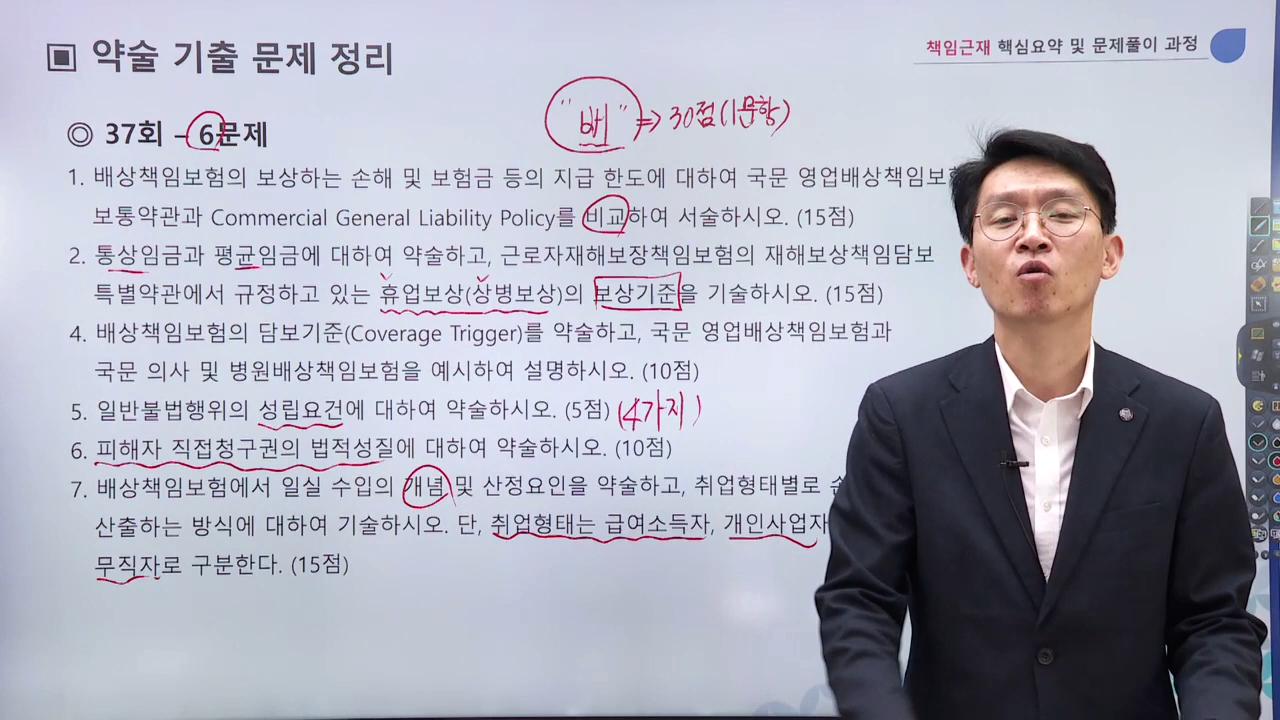 ▣ 약술 기출 문제 정리
책임근재 핵심요약 및 문제풀이 과정
"배" => 30점(1문항)
◎ 37회 – 6문제
1. 배상책임보험의 보상하는 손해 및 보험금 등의 지급 한도에 대하여 국문 영업배상책임보험
보통약관과 Commercial General Liability Policy를 비교하여 서술하시오. (15점)
2. 통상임금과 평균임금에 대하여 약술하고, 근로자재해보장책임보험의 재해보상책임담보
특별약관에서 규정하고 있는 휴업보상(상병보상)의 보상기준을 기술하시오. (15점)
4. 배상책임보험의 담보기준(Coverage Trigger)를 약술하고, 국문 영업배상책임보험과
국문 의사 및 병원배상책임보험을 예시하여 설명하시오. (10점)
5. 일반불법행위의 성립요건에 대하여 약술하시오. (5점) (4가지)
6. 피해자 직접청구권의 법적성질에 대하여 약술하시오. (10점)
7. 배상책임보험에서 일실 수입의 개념 및 산정요인을 약술하고, 취업형태별로
산출하는 방식에 대하여 기술하시오. 단, 취업형태는 급여소득자, 개인사업자
무직자로 구분한다. (15점)